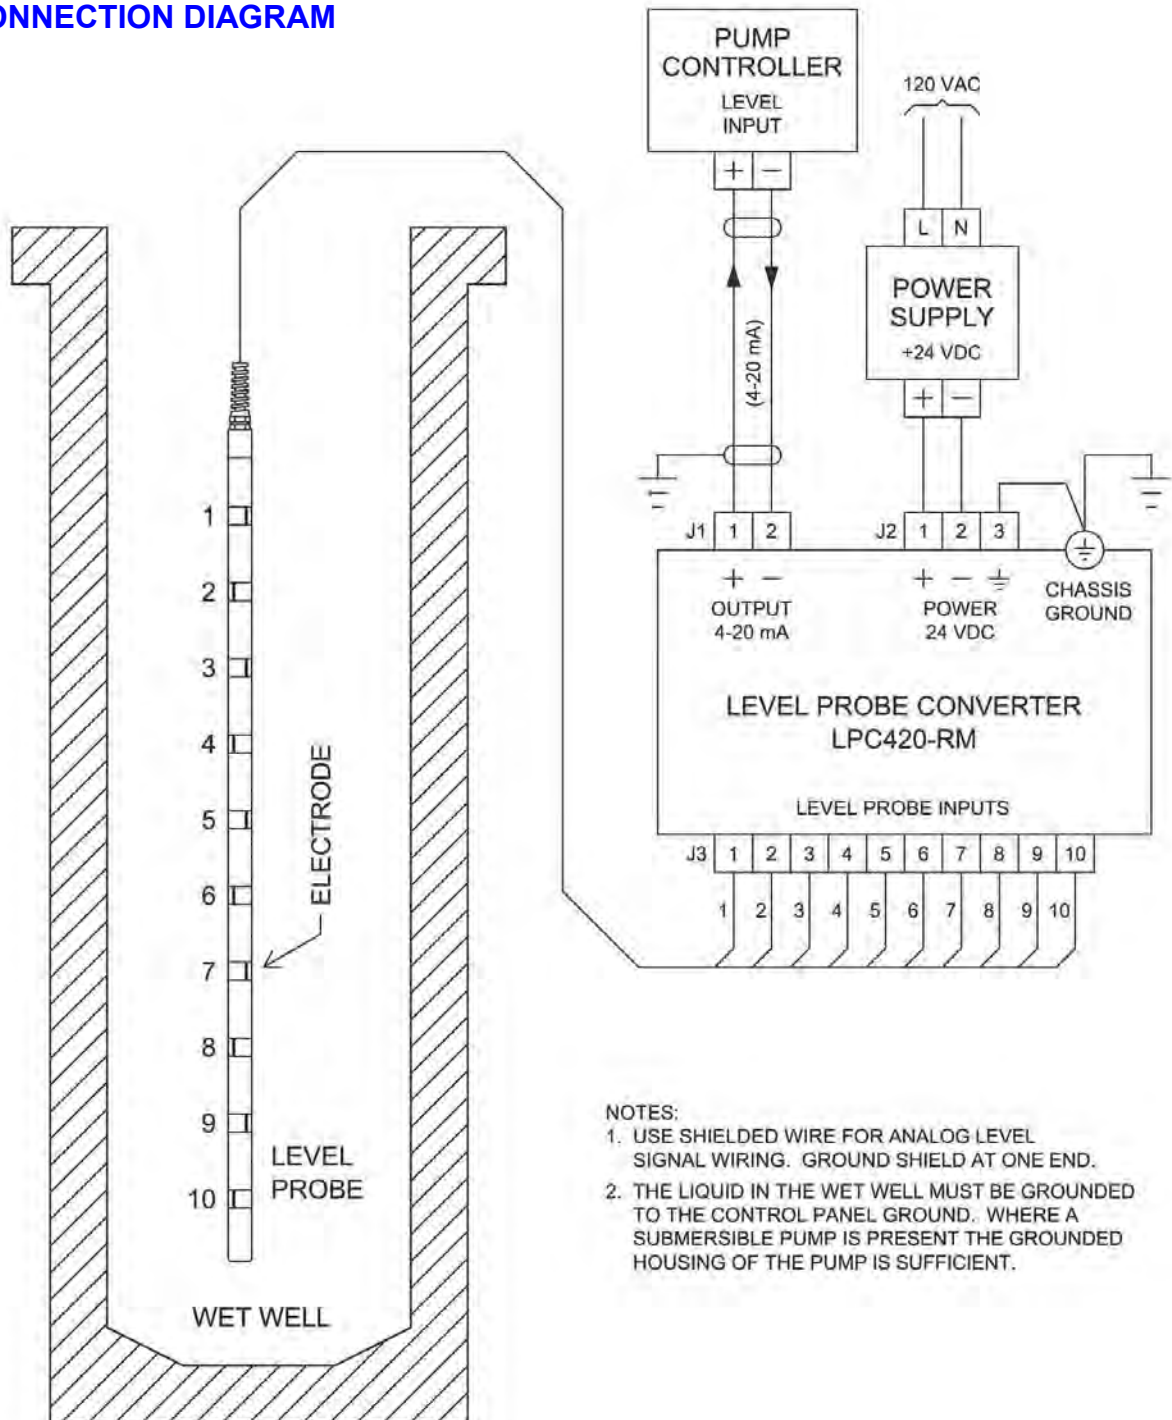 ONNECTION DIAGRAM
PUMP
CONTROLLER
LEVEL
INPUT
+ −
120 VAC
L N
POWER
SUPPLY
+24 VDC
+ −
(4-20 mA)
J1 1 2
J2 1 2 3
+ −
OUTPUT
4-20 mA
+ −
POWER
24 VDC
CHASSIS
GROUND
LEVEL PROBE CONVERTER
LPC420-RM
LEVEL PROBE INPUTS
J3 1 2 3 4 5 6 7 8 9 10
1 2 3 4 5 6 7 8 9 10
1
2
3
4
5
6
7
8
9
10
ELECTRODE
LEVEL
PROBE
WET WELL
NOTES:
1. USE SHIELDED WIRE FOR ANALOG LEVEL
SIGNAL WIRING. GROUND SHIELD AT ONE END.
2. THE LIQUID IN THE WET WELL MUST BE GROUNDED
TO THE CONTROL PANEL GROUND. WHERE A
SUBMERSIBLE PUMP IS PRESENT THE GROUNDED
HOUSING OF THE PUMP IS SUFFICIENT.